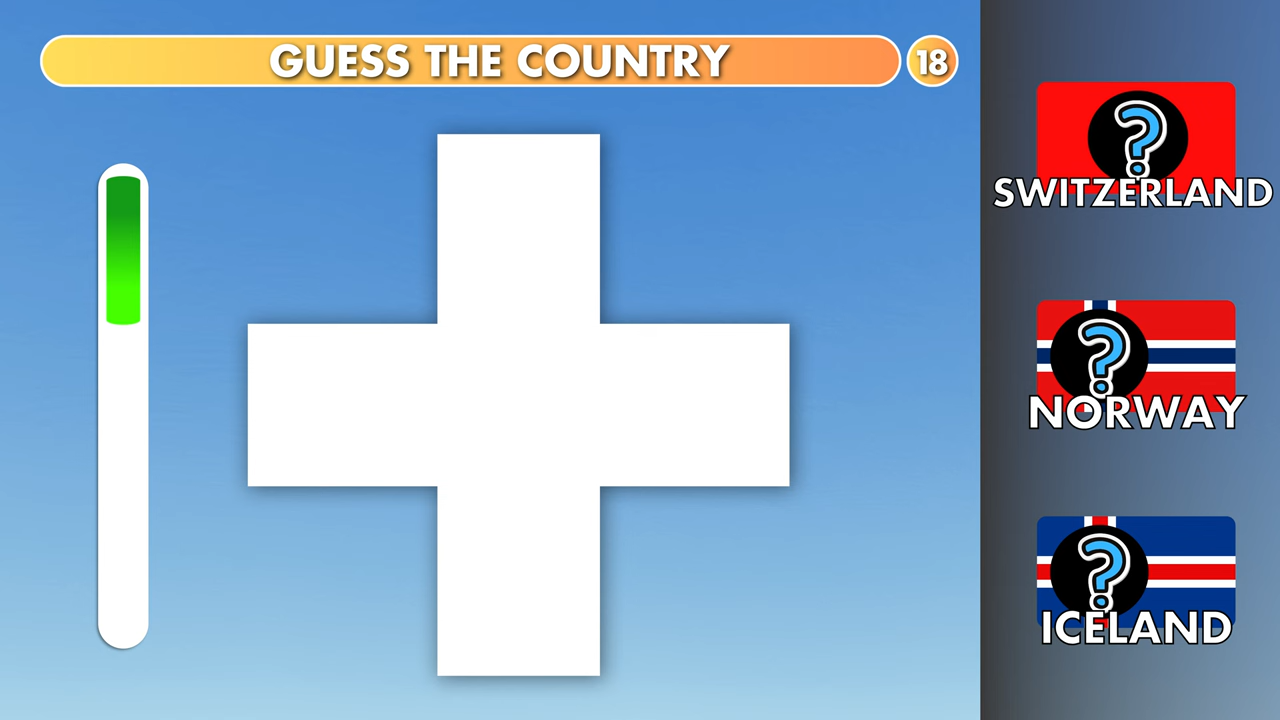 GUESS THE COUNTRY
18
?
SWITZERLAND
?
NORWAY
?
ICELAND